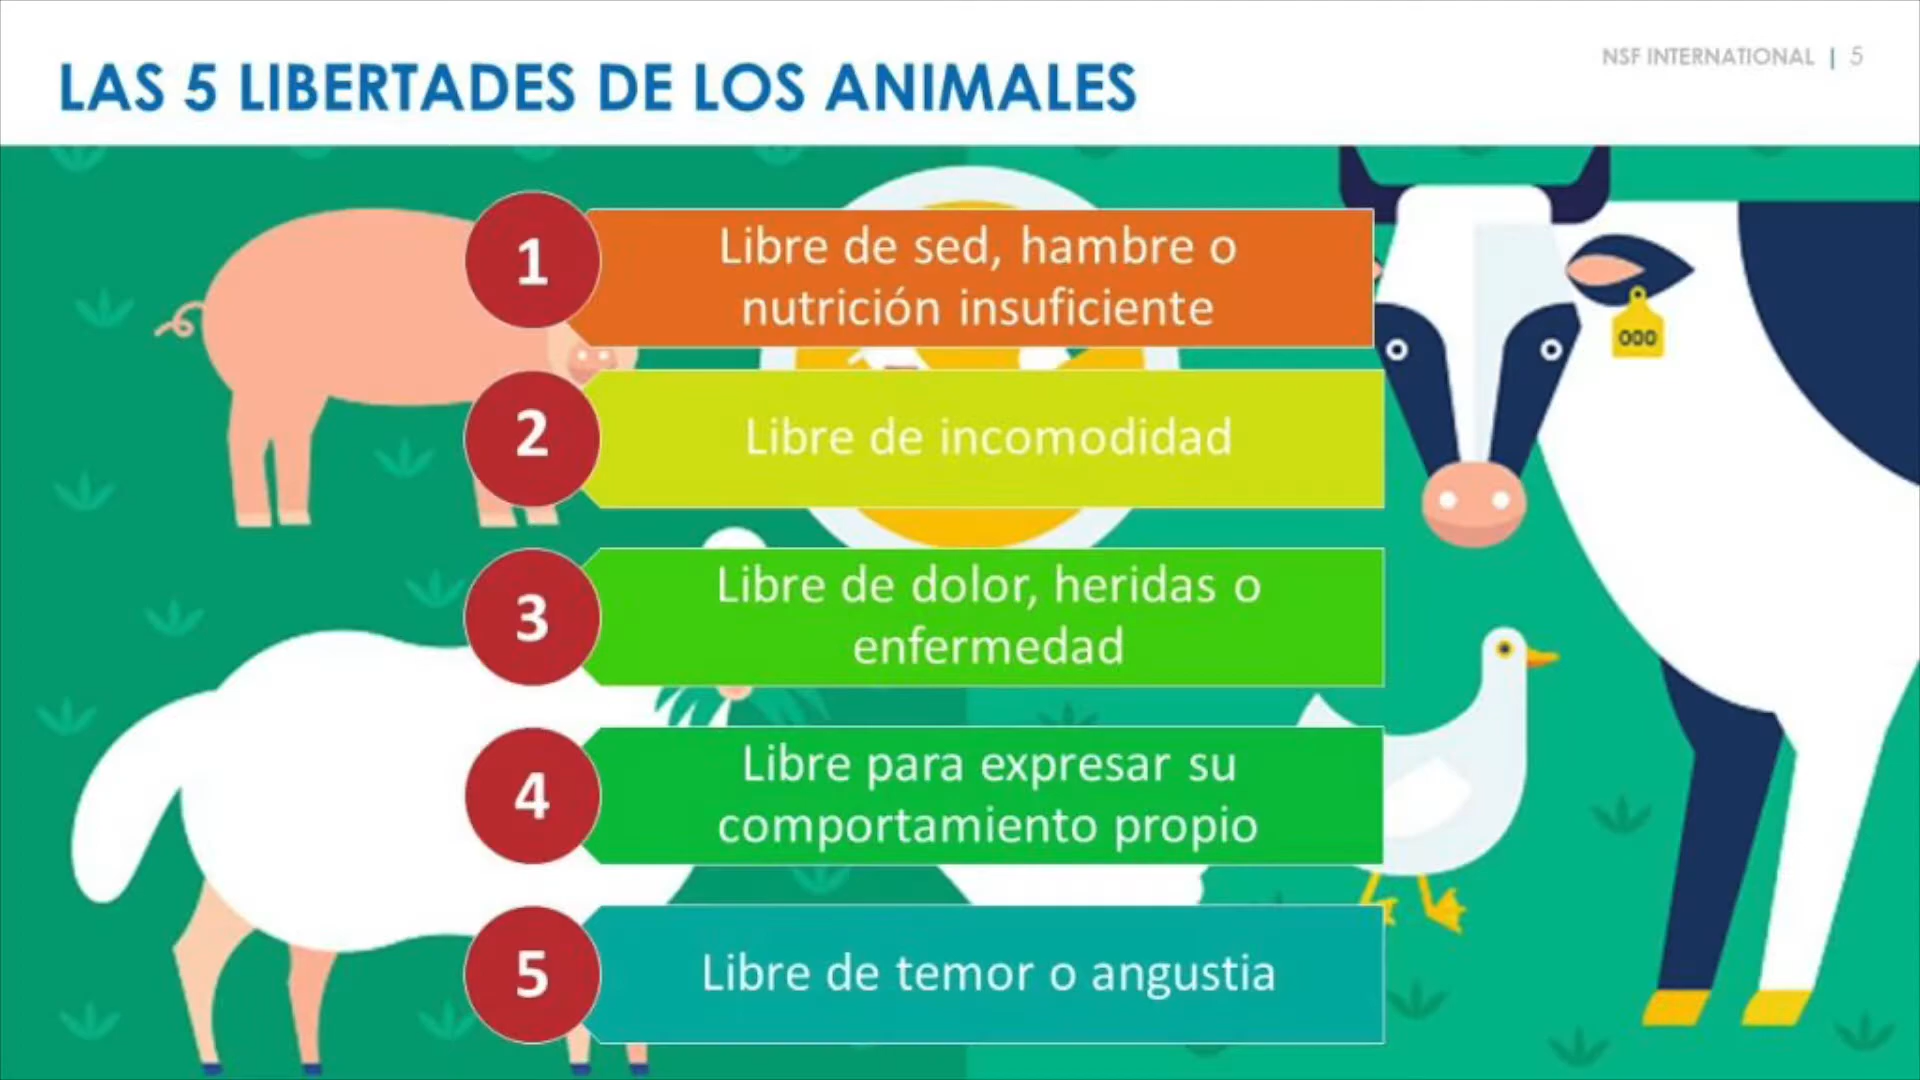 NSF INTERNATIONAL | 5
LAS 5 LIBERTADES DE LOS ANIMALES
1
Libre de sed, hambre o
nutrición insuficiente
2
Libre de incomodidad
3
Libre de dolor, heridas o
enfermedad
4
Libre para expresar su
comportamiento propio
5
Libre de temor o angustia
000